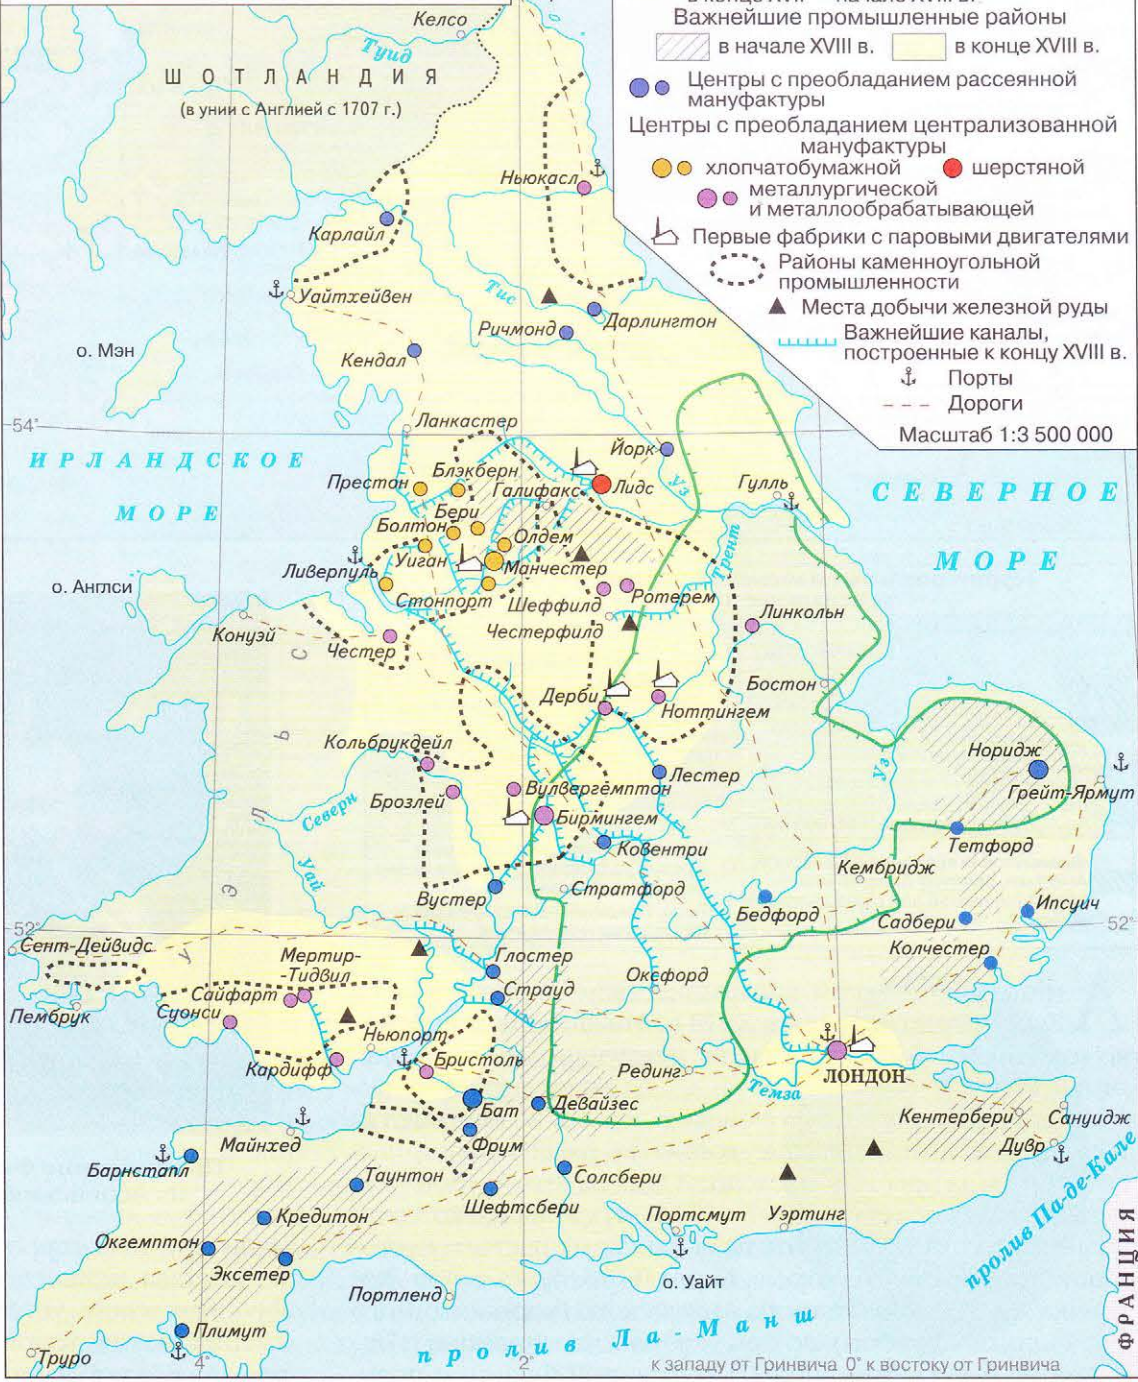 Важнейшие промышленные районы
в начале XVIII в.
в конце XVIII в.
Центры с преобладанием рассеянной
мануфактуры
Центры с преобладанием централизованной
мануфактуры
хлопчатобумажной
шерстяной
металлургической
и металлообрабатывающей
Первые фабрики с паровыми двигателями
Районы каменноугольной
промышленности
Места добычи железной руды
Важнейшие каналы,
построенные к концу XVIII в.
Порты
Дороги
Масштаб 1:3 500 000
Келсо
Туид
ШОТЛАНДИЯ
(в унии с Англией с 1707 г.)
Ньюкасл
Карлайл
Уайтхейвен
Тис
Дарлингтон
Ричмонд
о. Мэн
Кендал
54°
Ланкастер
ИРЛАНДСКОЕ
МОРЕ
Йорк
Блэкберн
Престон
Галифакс
Лидс
Уз
Гулль
СЕВЕРНОЕ
МОРЕ
Бери
Болтон
Олдем
Трент
Уиган
Манчестер
Ливерпуль
о. Англси
Стонпорт
Шеффилд
Ротерем
Линкольн
Конуэй
Честер
Честерфилд
Бостон
Дерби
Ноттингем
Кольбрукдейл
Норидж
Лестер
Уз
Грейт-Ярмут
Брозлей
Вулвергемптон
Северн
Бирмингем
Ковентри
Тетфорд
Кембридж
УЭЛЬС
Уай
Вустер
Стратфорд
Бедфорд
Садбери
Ипсуич
52°
52°
Колчестер
Сент-Дейвидс
Мертир-
-Тидвил
Глостер
Оксфорд
Сайфарт
Страуд
Пембрук
Суонси
Ньюпорт
Кардифф
Бристоль
Рединг
ЛОНДОН
Темза
Бат
Девайзес
Кентербери
Сануидж
Майнхед
Фрум
Дувр
Барнстапл
Таунтон
Солсбери
Шефтсбери
Кредитон
Портсмут
Уэртинг
Окгемптон
Эксетер
о. Уайт
Портленд
пролив Па-де-Кале
ФРАНЦИЯ
Плимут
пролив Ла-Манш
Труро
4°
2°
к западу от Гринвича 0° к востоку от Гринвича